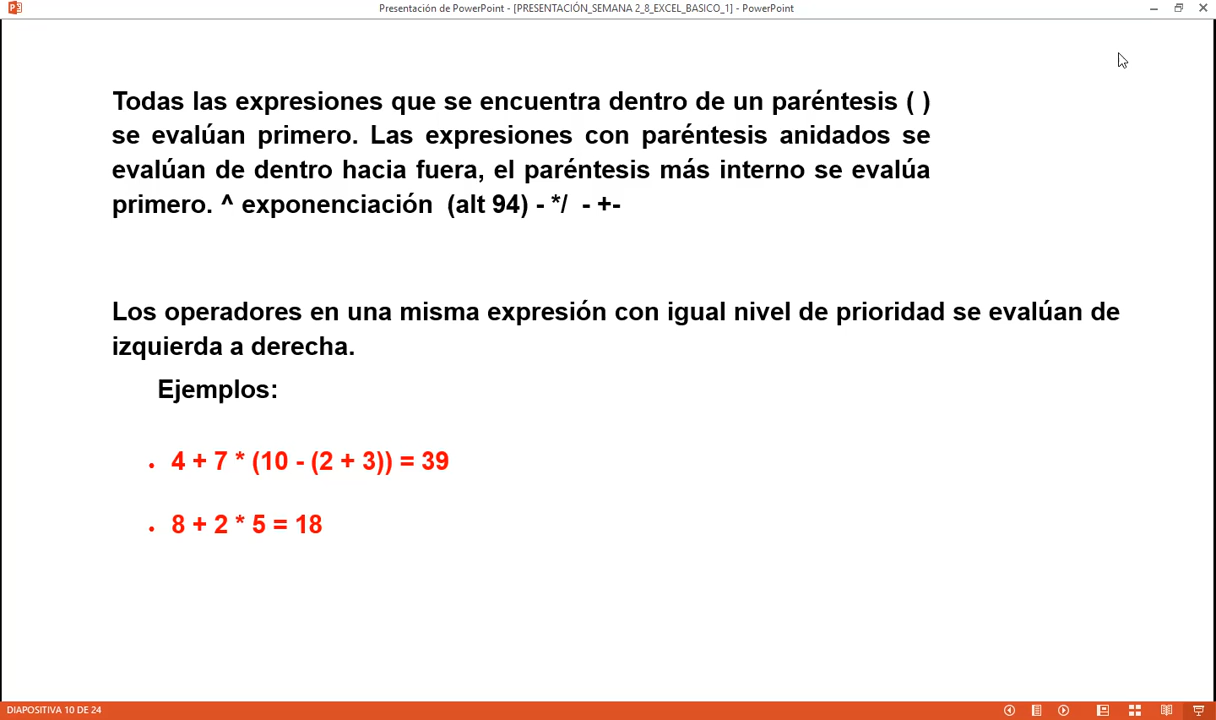 Presentación de PowerPoint - [PRESENTACIÓN_SEMANA 2_8_EXCEL_BASICO_1] - PowerPoint
Todas las expresiones que se encuentra dentro de un paréntesis ( )
se evalúan primero. Las expresiones con paréntesis anidados se
evalúan de dentro hacia fuera, el paréntesis más interno se evalúa
primero. ^ exponenciación (alt 94) - */ - +-
Los operadores en una misma expresión con igual nivel de prioridad se evalúan de
izquierda a derecha.
Ejemplos:
• 4 + 7 * (10 - (2 + 3)) = 39
• 8 + 2 * 5 = 18
DIAPOSITIVA 10 DE 24